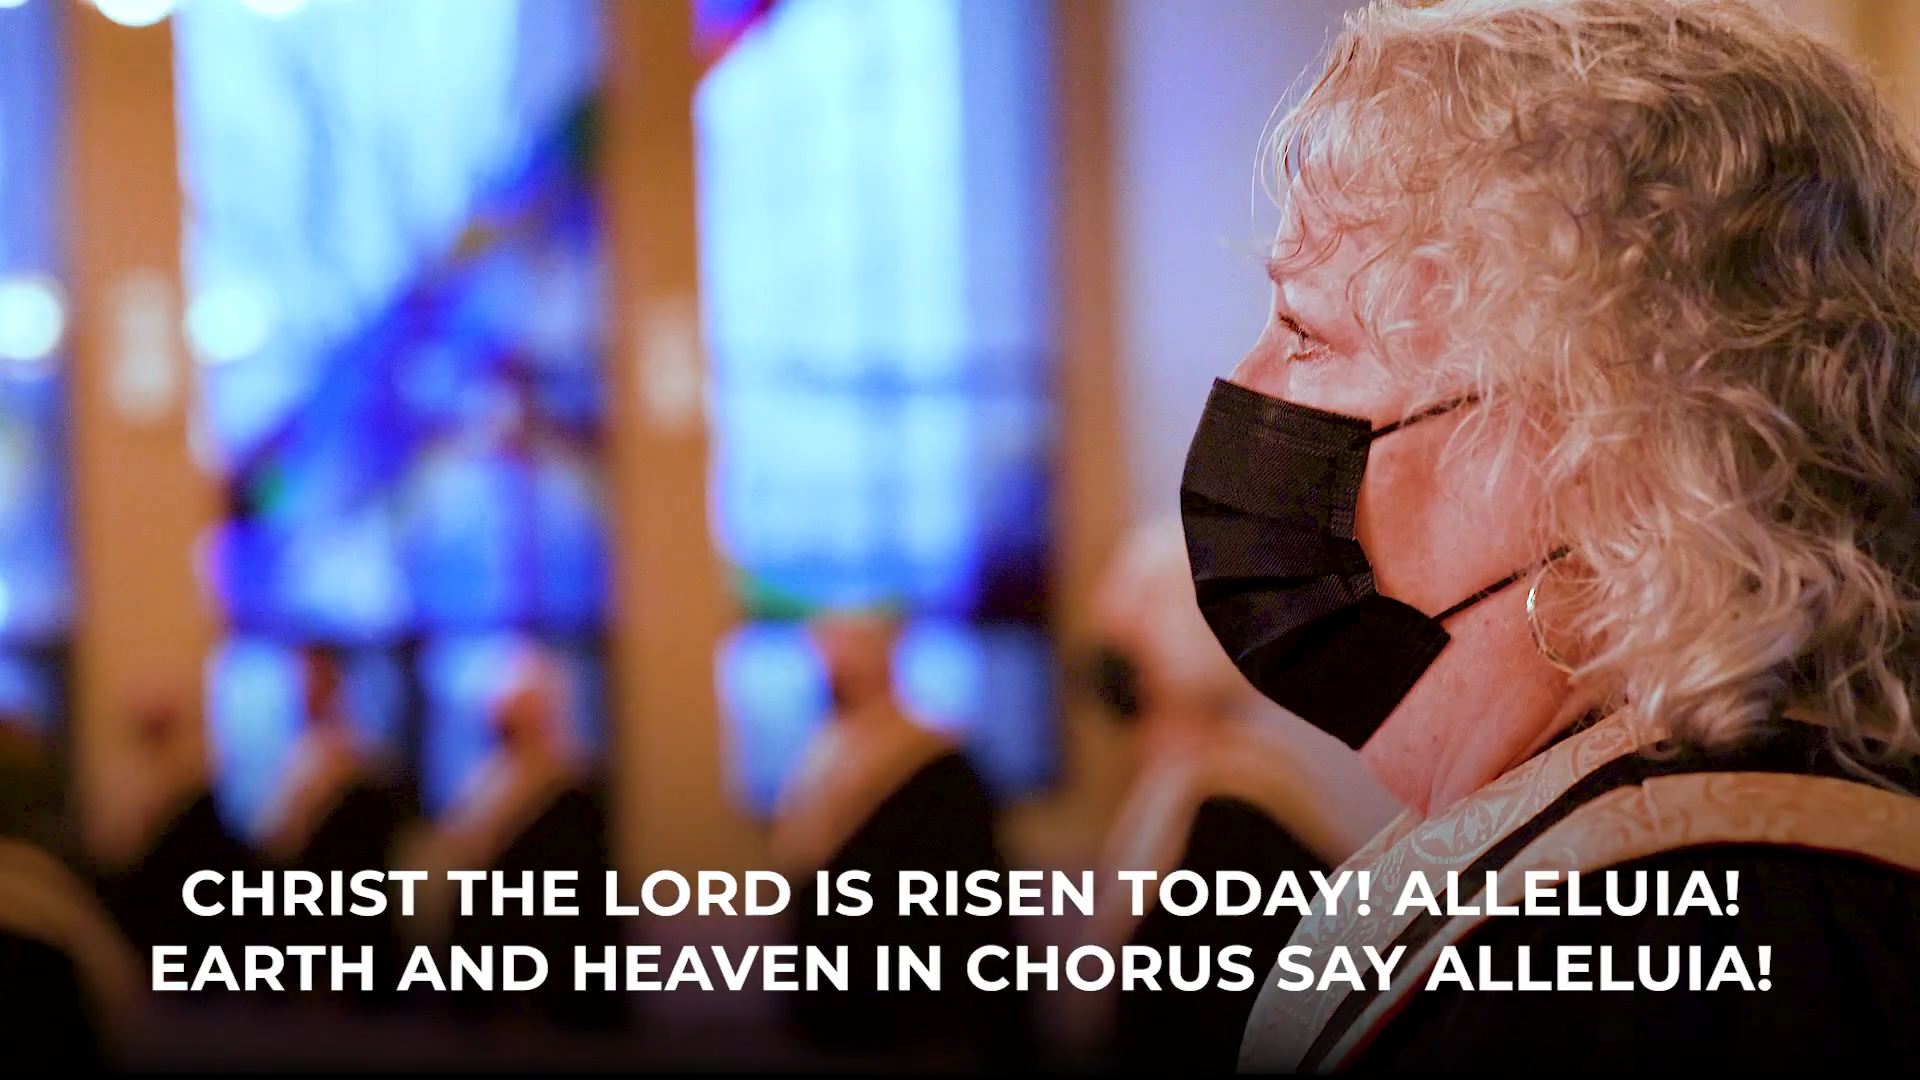 CHRIST THE LORD IS RISEN TODAY! ALLELUIA!
EARTH AND HEAVEN IN CHORUS SAY ALLELUIA!